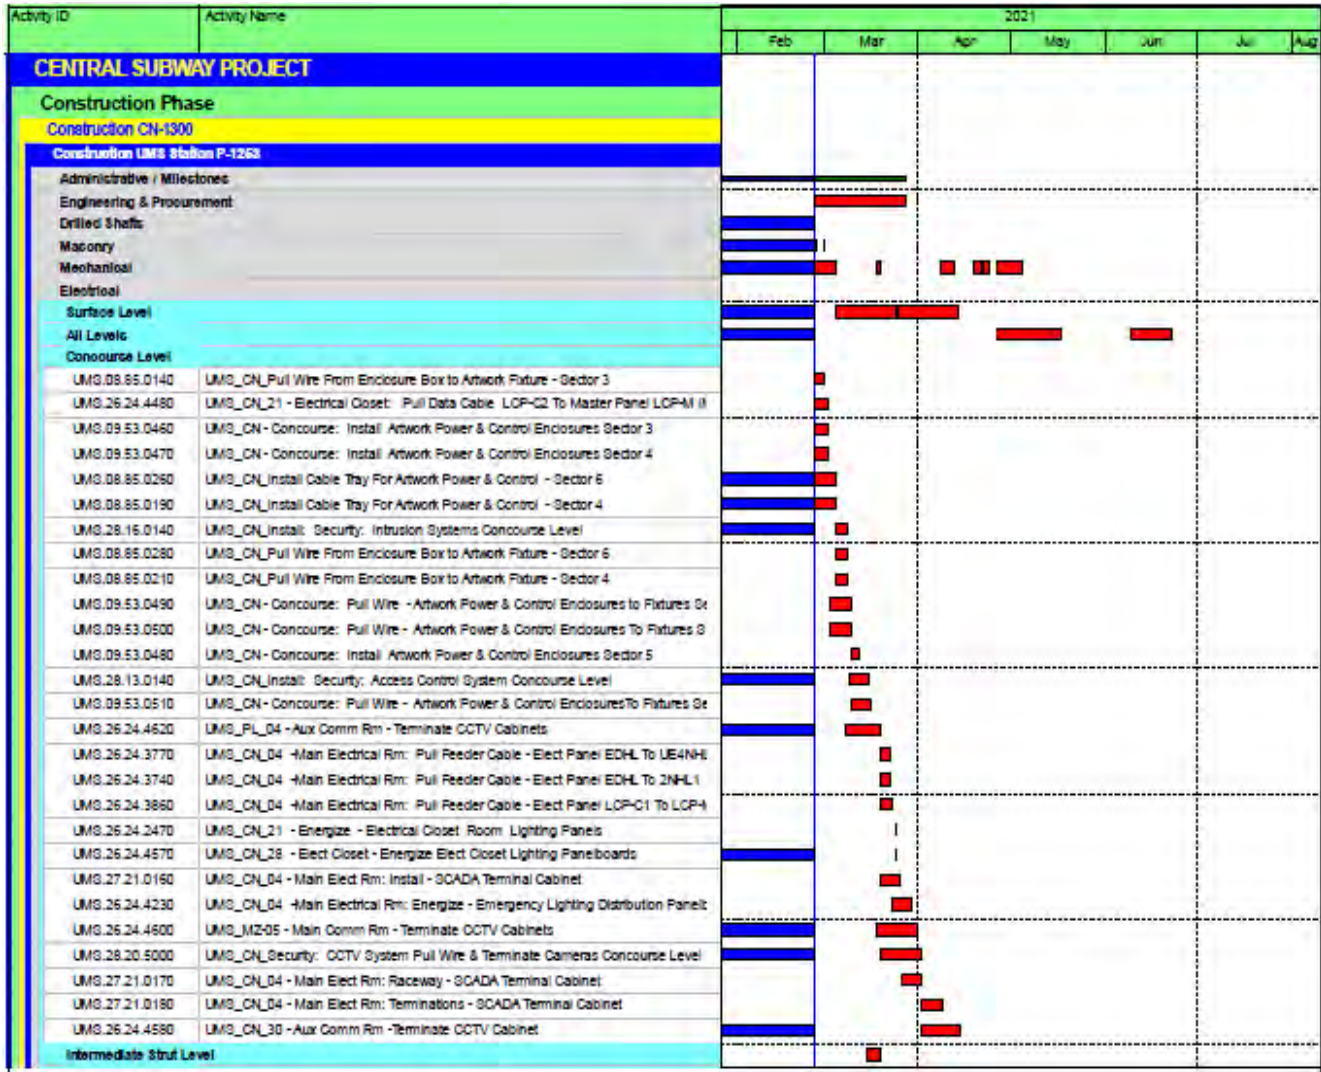 Activity ID Activity Name 2021
Feb Mar Apr May Jun Jul Aug
CENTRAL SUBWAY PROJECT
Construction Phase
Construction CN-1300
Construction UMS Station P-1253
Administrative / Milestones
Engineering & Procurement
Drilled Shafts
Masonry
Mechanical
Electrical
Surface Level
All Levels
Concourse Level
UMS.08.85.0140 UMS_CN_Pull Wire From Enclosure Box to Artwork Fixture - Sector 3
UMS.26.24.4480 UMS_CN_21 - Electrical Closet: Pull Data Cable LCP-C2 To Master Panel LCP-M
UMS.09.53.0460 UMS_CN - Concourse: Install Artwork Power & Control Enclosures Sector 3
UMS.09.53.0470 UMS_CN - Concourse: Install Artwork Power & Control Enclosures Sector 4
UMS.08.85.0260 UMS_CN_Install Cable Tray For Artwork Power & Control - Sector 6
UMS.08.85.0190 UMS_CN_Install Cable Tray For Artwork Power & Control - Sector 4
UMS.28.16.0140 UMS_CN_Install: Security: Intrusion Systems Concourse Level
UMS.08.85.0280 UMS_CN_Pull Wire From Enclosure Box to Artwork Fixture - Sector 6
UMS.08.85.0210 UMS_CN_Pull Wire From Enclosure Box to Artwork Fixture - Sector 4
UMS.09.53.0490 UMS_CN - Concourse: Pull Wire - Artwork Power & Control Enclosures to Fixtures Se
UMS.09.53.0500 UMS_CN - Concourse: Pull Wire - Artwork Power & Control Enclosures To Fixtures S
UMS.09.53.0480 UMS_CN - Concourse: Install Artwork Power & Control Enclosures Sector 5
UMS.28.13.0140 UMS_CN_Install: Security: Access Control System Concourse Level
UMS.09.53.0510 UMS_CN - Concourse: Pull Wire - Artwork Power & Control EnclosuresTo Fixtures Se
UMS.26.24.4620 UMS_PL_04 - Aux Comm Rm - Terminate CCTV Cabinets
UMS.26.24.3770 UMS_CN_04 -Main Electrical Rm: Pull Feeder Cable - Elect Panel EDHL To UE4NH
UMS.26.24.3740 UMS_CN_04 -Main Electrical Rm: Pull Feeder Cable - Elect Panel EDHL To 2NHL1
UMS.26.24.3860 UMS_CN_04 -Main Electrical Rm: Pull Feeder Cable - Elect Panel LCP-C1 To LCP-M
UMS.26.24.2470 UMS_CN_21 - Energize - Electrical Closet Room Lighting Panels
UMS.26.24.4570 UMS_CN_28 - Elect Closet - Energize Elect Closet Lighting Panelboards
UMS.27.21.0160 UMS_CN_04 - Main Elect Rm: Install - SCADA Terminal Cabinet
UMS.26.24.4230 UMS_CN_04 -Main Electrical Rm: Energize - Emergency Lighting Distribution Panelb
UMS.26.24.4600 UMS_MZ-05 - Main Comm Rm - Terminate CCTV Cabinets
UMS.28.20.5000 UMS_CN_Security: CCTV System Pull Wire & Terminate Cameras Concourse Level
UMS.27.21.0170 UMS_CN_04 - Main Elect Rm: Raceway - SCADA Terminal Cabinet
UMS.27.21.0180 UMS_CN_04 - Main Elect Rm: Terminations - SCADA Terminal Cabinet
UMS.26.24.4580 UMS_CN_30 - Aux Comm Rm -Terminate CCTV Cabinet
Intermediate Strut Level